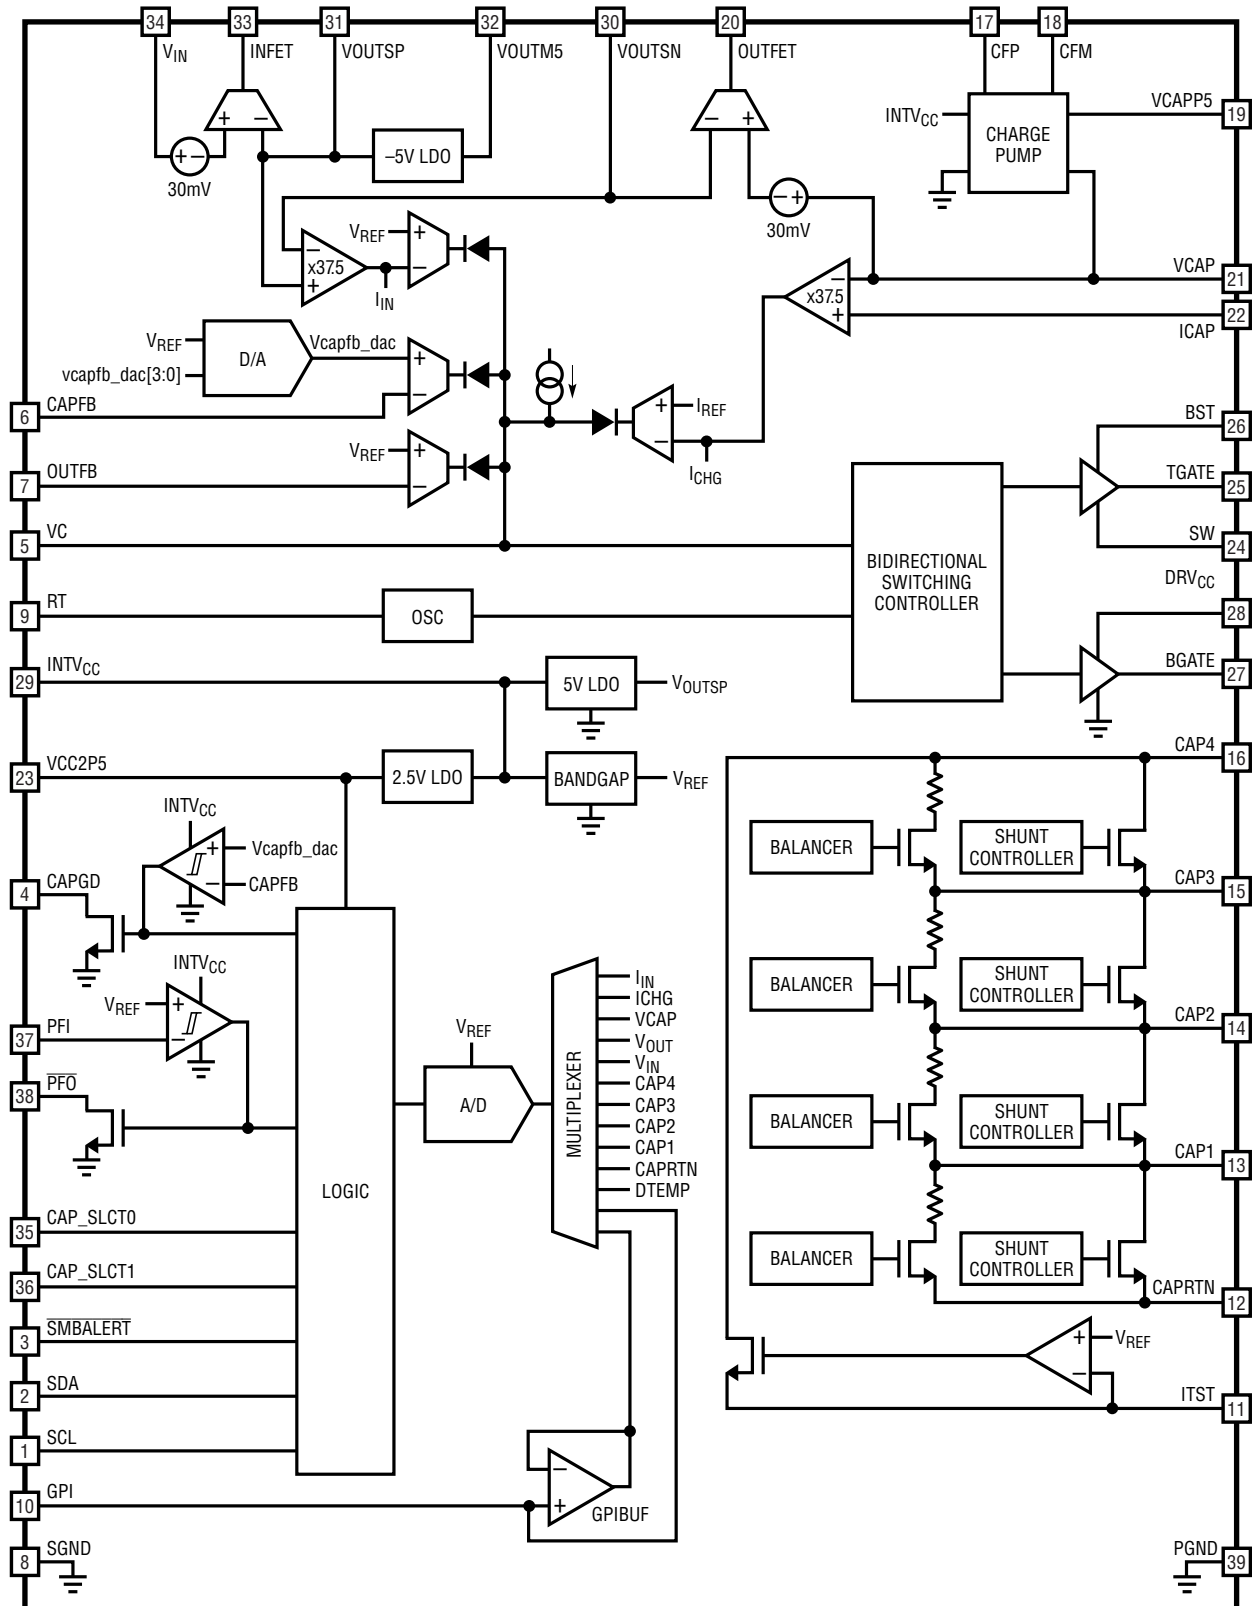 34 33 31 32 30 20 17 18
VIN INFET VOUTSP VOUTM5 VOUTSN OUTFET CFP CFM
+ −
− +
INTVCC
CHARGE
PUMP
VCAPP5
19
+ −
30mV
–5V LDO
− +
30mV
VREF
+
−
−
x37.5
+
IIN
−
x37.5
+
VCAP
21
22
ICAP
VREF
D/A
Vcapfb_dac
vcapfb_dac[3:0]
+
−
6
CAPFB
+
IREF
−
ICHG
VREF
+
−
7
OUTFB
BST
26
TGATE
25
SW
24
5
VC
BIDIRECTIONAL
SWITCHING
CONTROLLER
DRVCC
28
BGATE
27
9
RT
OSC
29
INTVCC
5V LDO
VOUTSP
23
VCC2P5
2.5V LDO
BANDGAP
VREF
CAP4
16
INTVCC
+
Vcapfb_dac
−
CAPFB
4
CAPGD
BALANCER
SHUNT
CONTROLLER
CAP3
15
INTVCC
VREF
+
−
37
PFI
38
PFO
BALANCER
SHUNT
CONTROLLER
CAP2
14
LOGIC
VREF
A/D
MULTIPLEXER
IIN
ICHG
VCAP
VOUT
VIN
CAP4
CAP3
CAP2
CAP1
CAPRTN
DTEMP
BALANCER
SHUNT
CONTROLLER
CAP1
13
35
CAP_SLCT0
36
CAP_SLCT1
BALANCER
SHUNT
CONTROLLER
CAPRTN
12
3
SMBALERT
+
VREF
−
2
SDA
ITST
11
1
SCL
10
GPI
−
+
GPIBUF
8
SGND
PGND
39